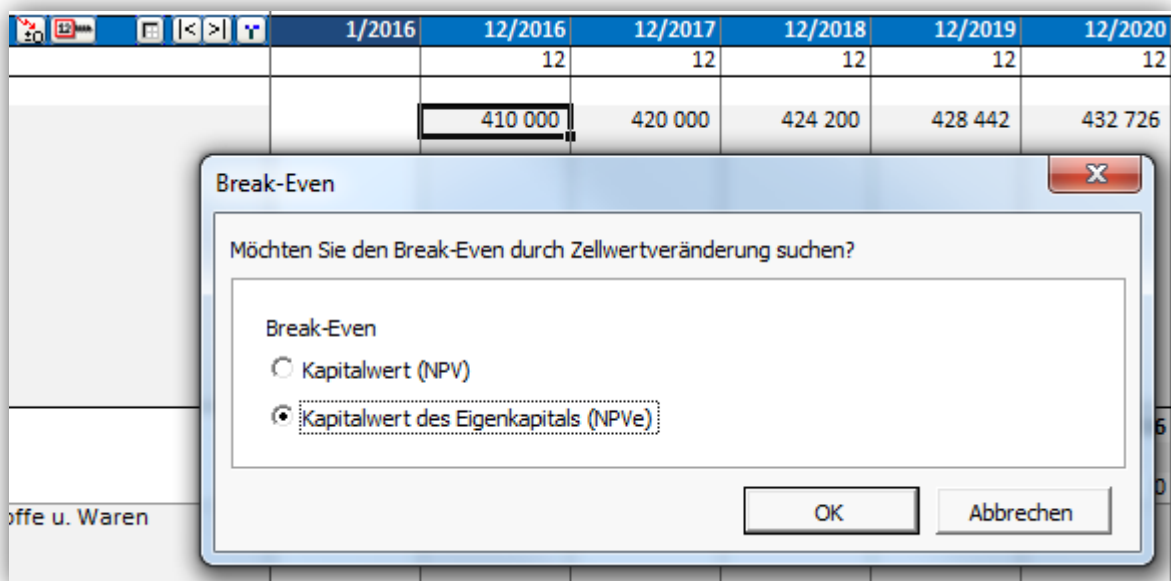 1/2016 12/2016 12/2017 12/2018 12/2019 12/2020
12 12 12 12 12
410 000 420 000 424 200 428 442 432 726
Break-Even
Möchten Sie den Break-Even durch Zellwertveränderung suchen?
Break-Even
Kapitalwert (NPV)
Kapitalwert des Eigenkapitals (NPVe)
6
0
OK Abbrechen
offe u. Waren